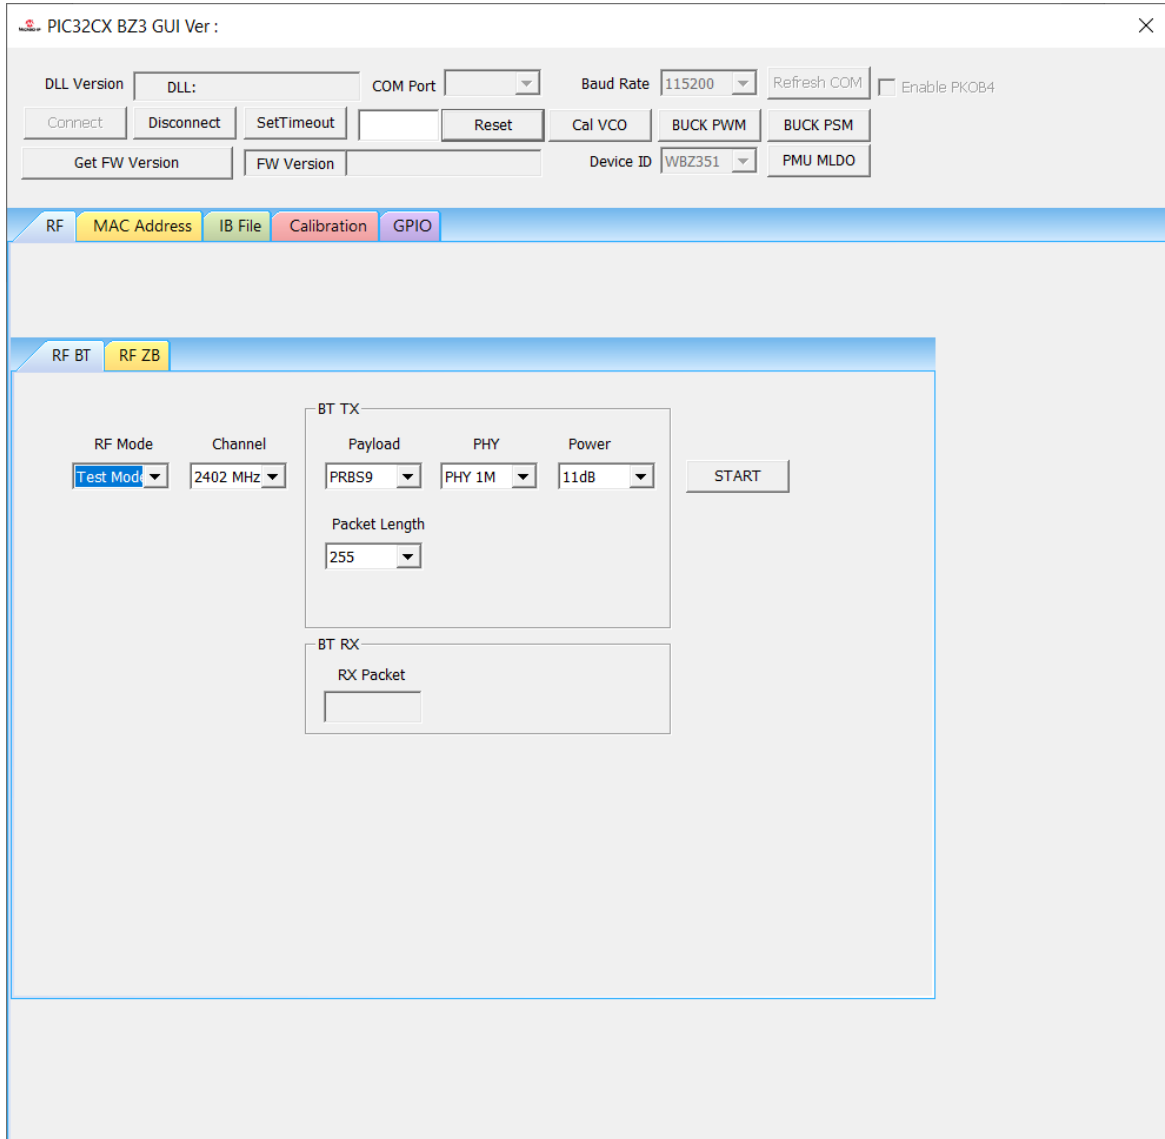 PIC32CX BZ3 GUI Ver :
DLL Version DLL: COM Port Baud Rate 115200 Refresh COM Enable PKOB4
Connect Disconnect SetTimeout Reset Cal VCO BUCK PWM BUCK PSM
Get FW Version FW Version Device ID WBZ351 PMU MLDO
RF MAC Address IB File Calibration GPIO
RF BT RF ZB
BT TX
RF Mode Channel Payload PHY Power
Test Mode 2402 MHz PRBS9 PHY 1M 11dB START
Packet Length
255
BT RX
RX Packet